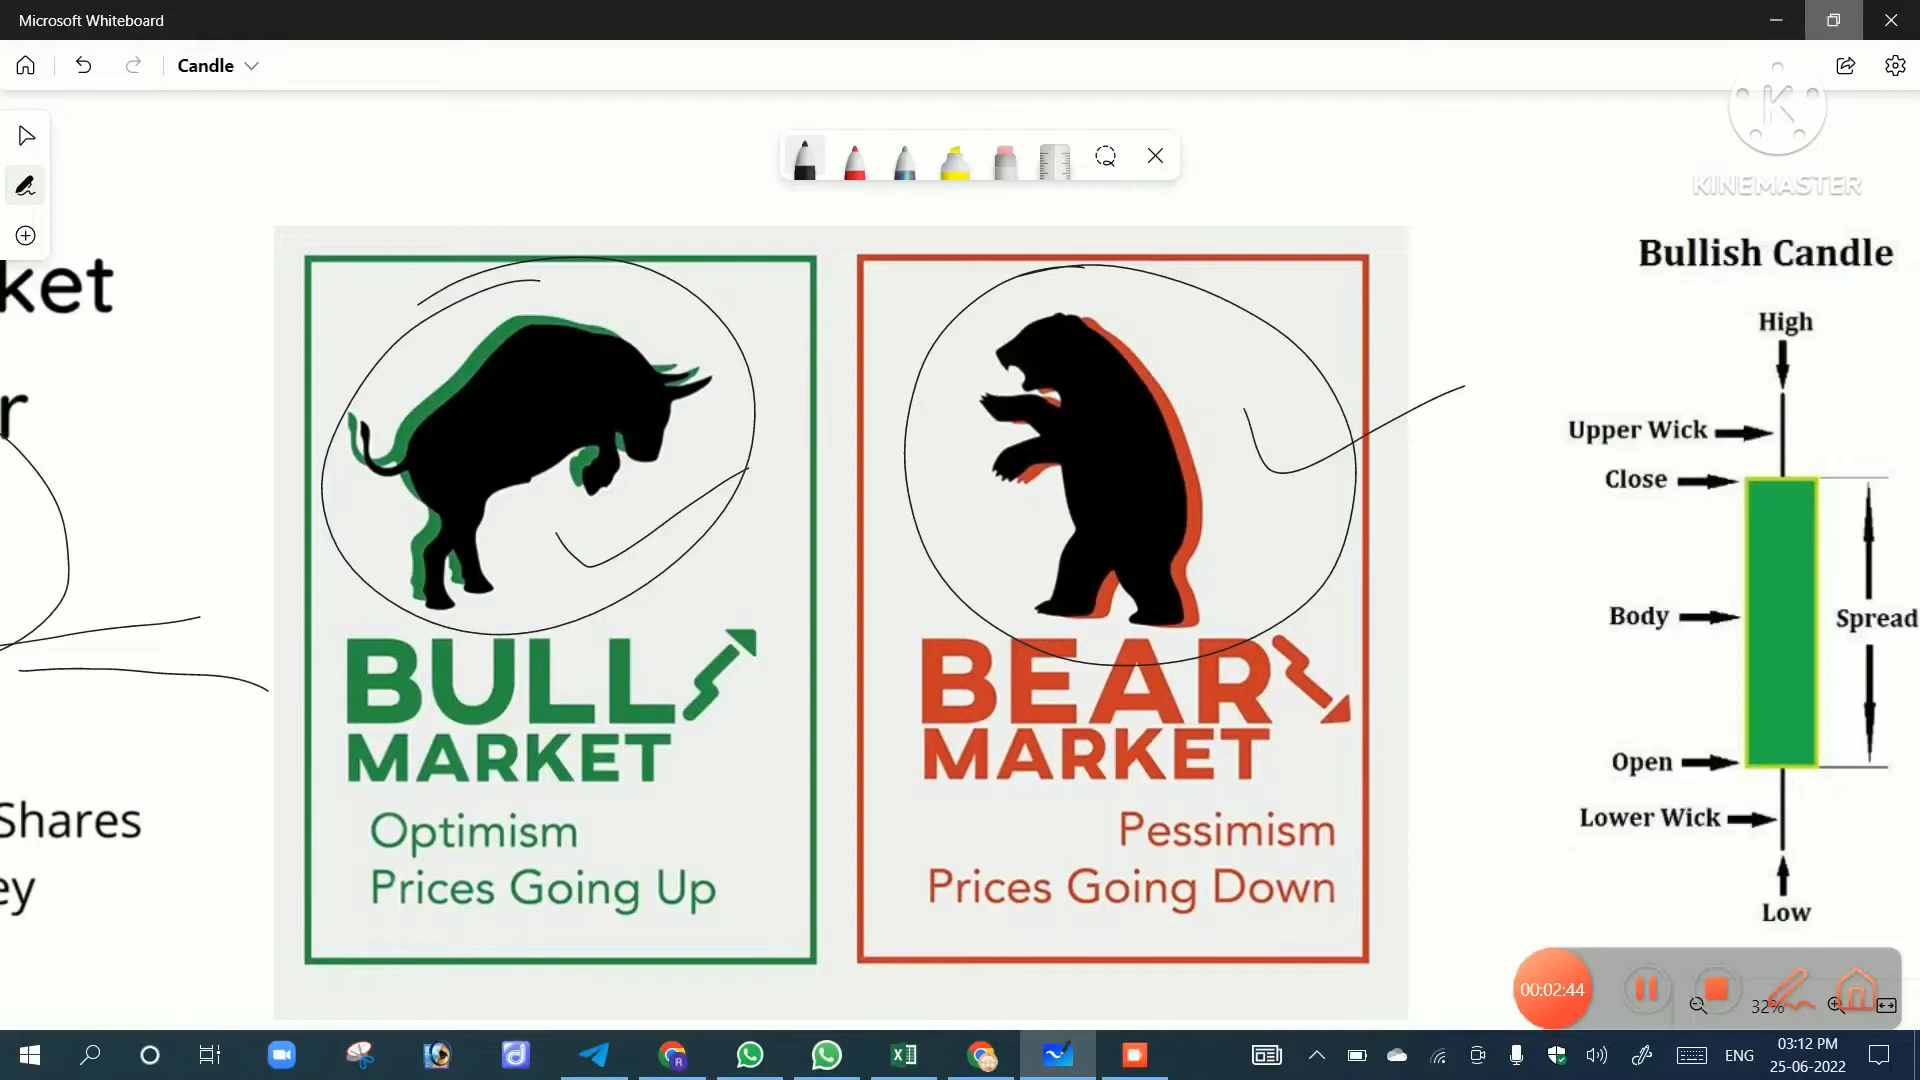 Microsoft Whiteboard
Candle
KINEMASTER
ket
r
Shares
ey
BULL
MARKET
Optimism
Prices Going Up
BEAR
MARKET
Pessimism
Prices Going Down
Bullish Candle
High
Upper Wick
Close
Body
Spread
Open
Lower Wick
Low
00:02:44
32%
ENG
03:12 PM
25-06-2022